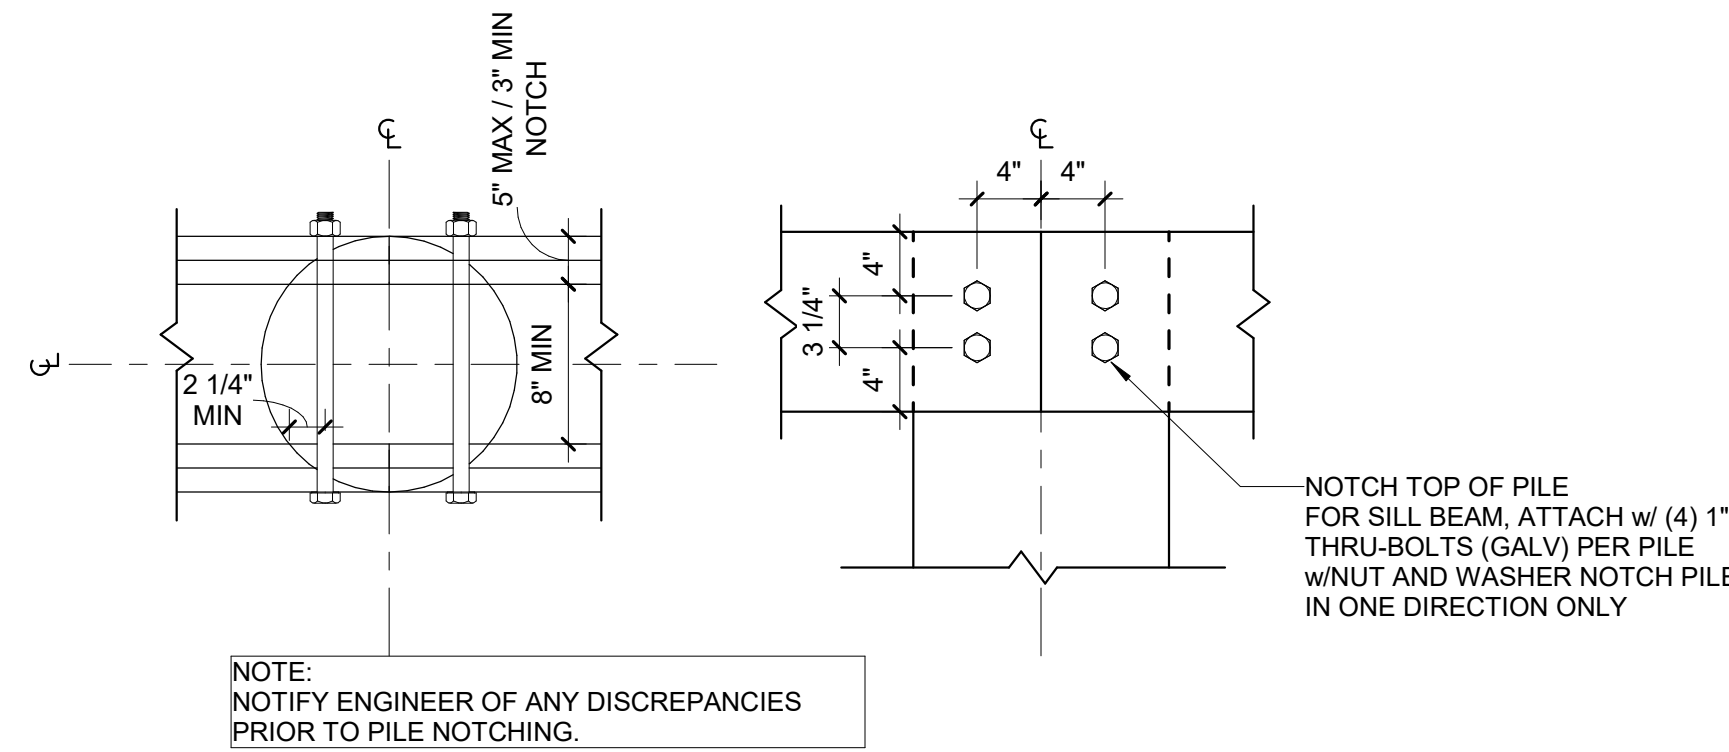 5" MAX / 3" MIN
NOTCH
℄
℄
2 1/4"
MIN
8" MIN
℄
4" 4"
4"
3 1/4"
4"
NOTCH TOP OF PILE
FOR SILL BEAM, ATTACH w/ (4) 1"
THRU-BOLTS (GALV) PER PILE
w/NUT AND WASHER NOTCH PILE
IN ONE DIRECTION ONLY
NOTE:
NOTIFY ENGINEER OF ANY DISCREPANCIES
PRIOR TO PILE NOTCHING.